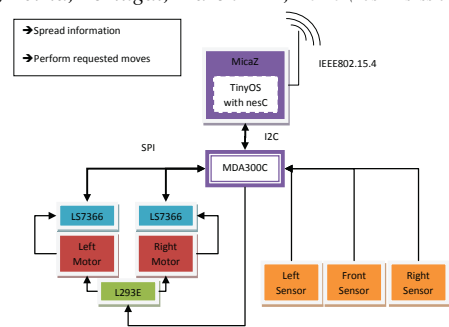 ➔Spread information
➔Perform requested moves
IEEE802.15.4
MicaZ
TinyOS
with nesC
I2C
SPI
MDA300C
LS7366
LS7366
Left
Motor
Right
Motor
L293E
Left
Sensor
Front
Sensor
Right
Sensor